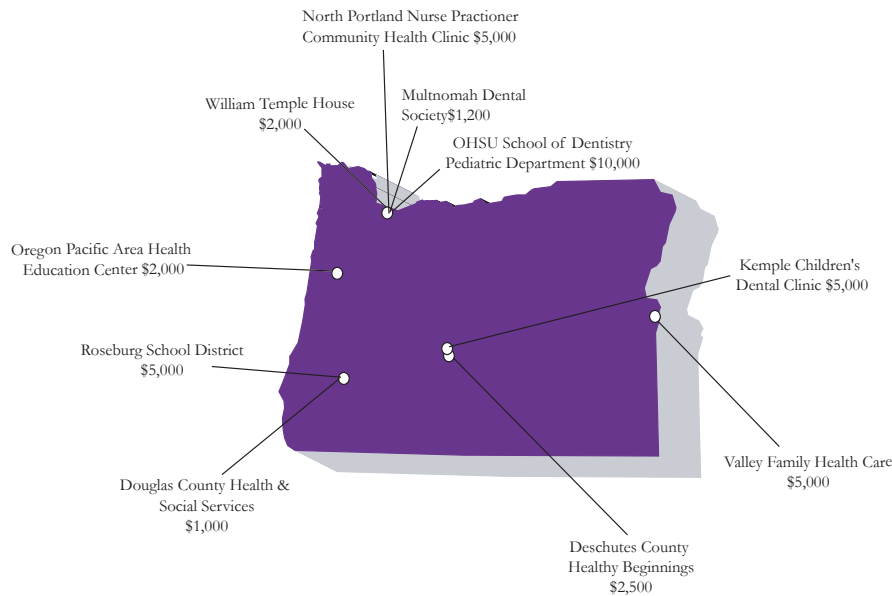 North Portland Nurse Practioner
Community Health Clinic $5,000
William Temple House
$2,000
Multnomah Dental
Society$1,200
OHSU School of Dentistry
Pediatric Department $10,000
Oregon Pacific Area Health
Education Center $2,000
Kemple Children's
Dental Clinic $5,000
Roseburg School District
$5,000
Valley Family Health Care
$5,000
Douglas County Health &
Social Services
$1,000
Deschutes County
Healthy Beginnings
$2,500